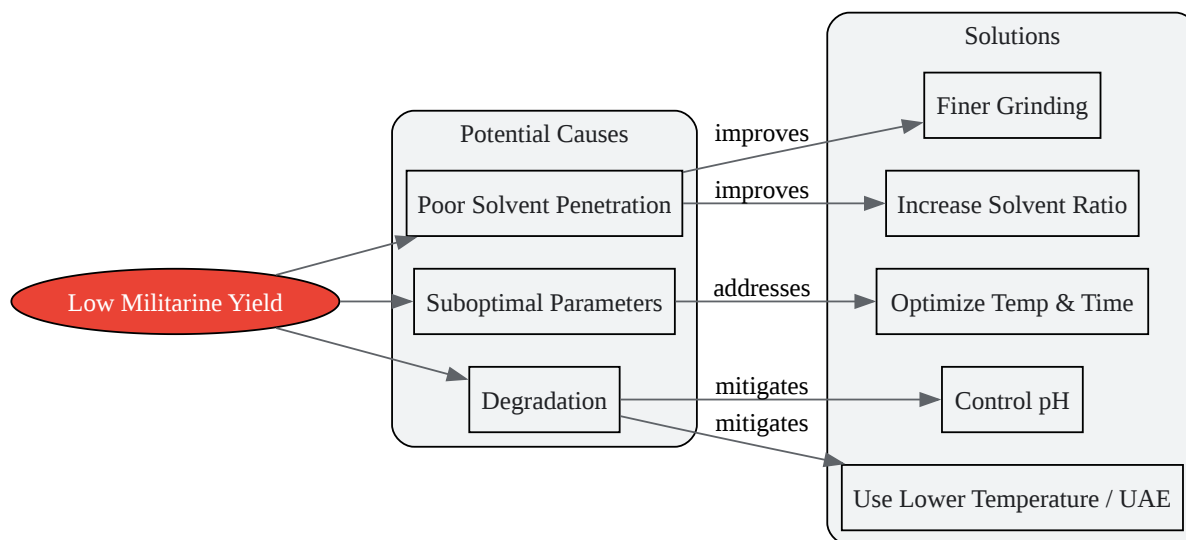 Low Militarine Yield
Potential Causes
Poor Solvent Penetration
Suboptimal Parameters
Degradation
improves
improves
addresses
mitigates
mitigates
Solutions
Finer Grinding
Increase Solvent Ratio
Optimize Temp & Time
Control pH
Use Lower Temperature / UAE